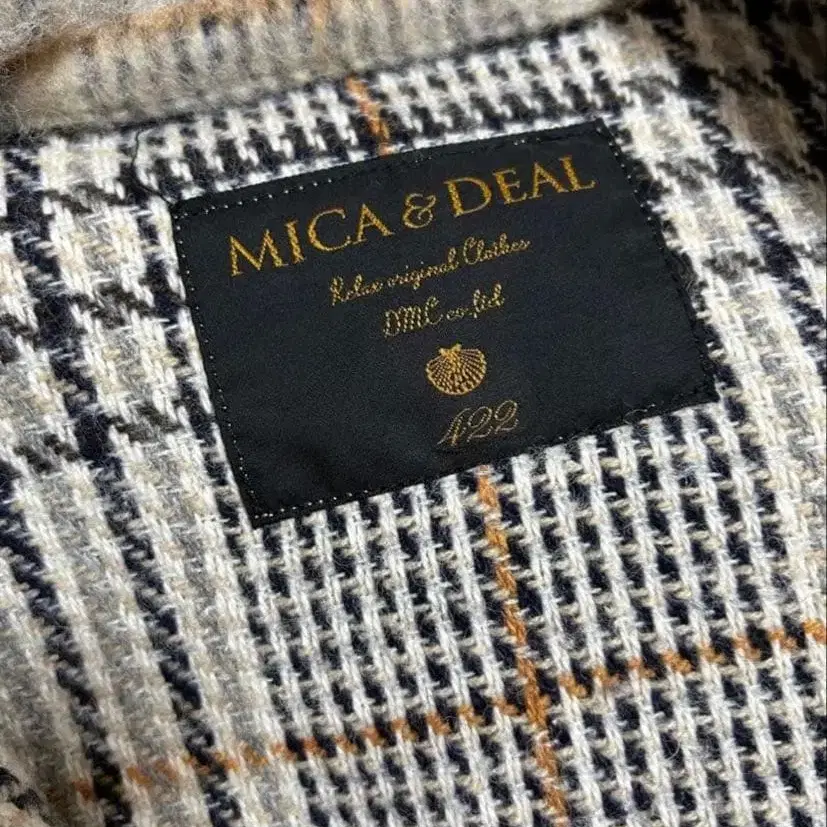 MICA & DEAL
Relax original Clothes
DMC co.,ltd
422